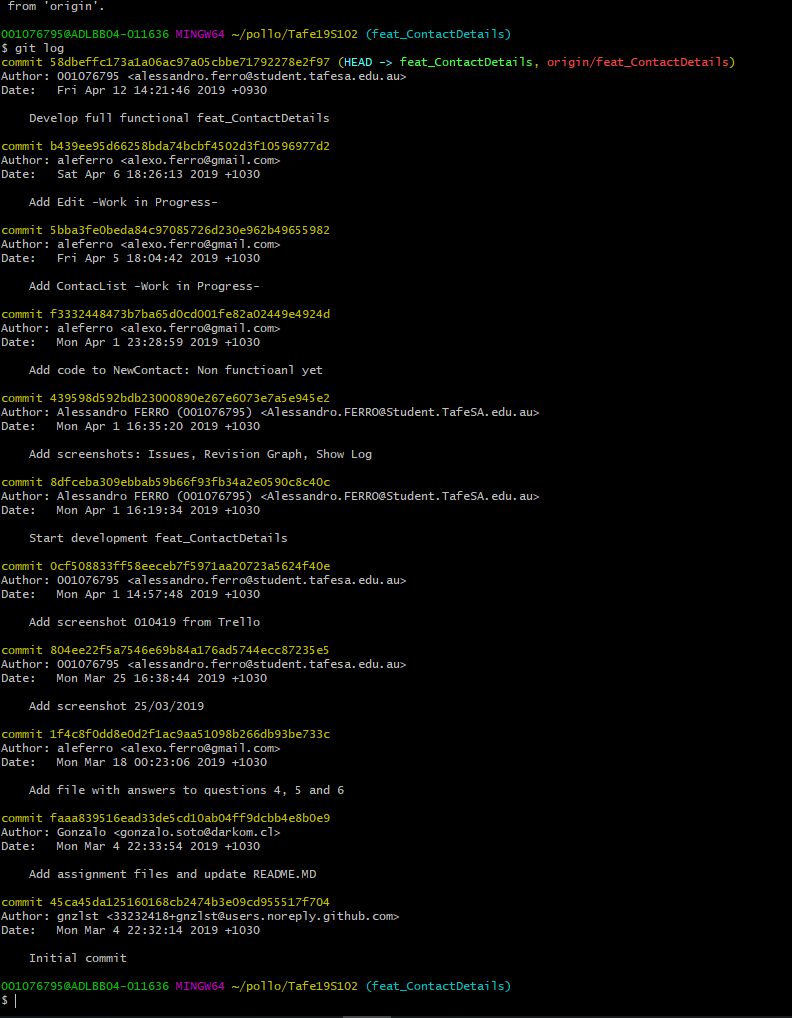 from 'origin'.
001076795@ADLBB04-011636 MINGW64 ~/pollo/Tafe19S102 (feat_ContactDetails)
$ git log
commit 58dbeffc173a1a06ac97a05cbbe71792278e2f97 (HEAD -> feat_ContactDetails, origin/feat_ContactDetails)
Author: 001076795 <alessandro.ferro@student.tafesa.edu.au>
Date:   Fri Apr 12 14:21:46 2019 +0930
    Develop full functional feat_ContactDetails
commit b439ee95d66258bda74bcbf4502d3f10596977d2
Author: aleferro <alexo.ferro@gmail.com>
Date:   Sat Apr 6 18:26:13 2019 +1030
    Add Edit -Work in Progress-
commit 5bba3fe0beda84c97085726d230e962b49655982
Author: aleferro <alexo.ferro@gmail.com>
Date:   Fri Apr 5 18:04:42 2019 +1030
    Add ContacList -Work in Progress-
commit f3332448473b7ba65d0cd001fe82a02449e4924d
Author: aleferro <alexo.ferro@gmail.com>
Date:   Mon Apr 1 23:28:59 2019 +1030
    Add code to NewContact: Non functioanl yet
commit 439598d592bdb23000890e267e6073e7a5e945e2
Author: Alessandro FERRO (001076795) <Alessandro.FERRO@Student.TafeSA.edu.au>
Date:   Mon Apr 1 16:35:20 2019 +1030
    Add screenshots: Issues, Revision Graph, Show Log
commit 8dfceba309ebbab59b66f93fb34a2e0590c8c40c
Author: Alessandro FERRO (001076795) <Alessandro.FERRO@Student.TafeSA.edu.au>
Date:   Mon Apr 1 16:19:34 2019 +1030
    Start development feat_ContactDetails
commit 0cf508833ff58eeceb7f5971aa20723a5624f40e
Author: 001076795 <alessandro.ferro@student.tafesa.edu.au>
Date:   Mon Apr 1 14:57:48 2019 +1030
    Add screenshot 010419 from Trello
commit 804ee22f5a7546e69b84a176ad5744ecc87235e5
Author: 001076795 <alessandro.ferro@student.tafesa.edu.au>
Date:   Mon Mar 25 16:38:44 2019 +1030
    Add screenshot 25/03/2019
commit 1f4c8f0dd8e0d2f1ac9aa51098b266db93be733c
Author: aleferro <alexo.ferro@gmail.com>
Date:   Mon Mar 18 00:23:06 2019 +1030
    Add file with answers to questions 4, 5 and 6
commit faaa839516ead33de5cd10ab04ff9dcbb4e8b0e9
Author: Gonzalo <gonzalo.soto@darkom.cl>
Date:   Mon Mar 4 22:33:54 2019 +1030
    Add assignment files and update README.MD
commit 45ca45da125160168cb2474b3e09cd955517f704
Author: gnzlst <33232418+gnzlst@users.noreply.github.com>
Date:   Mon Mar 4 22:32:14 2019 +1030
    Initial commit
001076795@ADLBB04-011636 MINGW64 ~/pollo/Tafe19S102 (feat_ContactDetails)
$